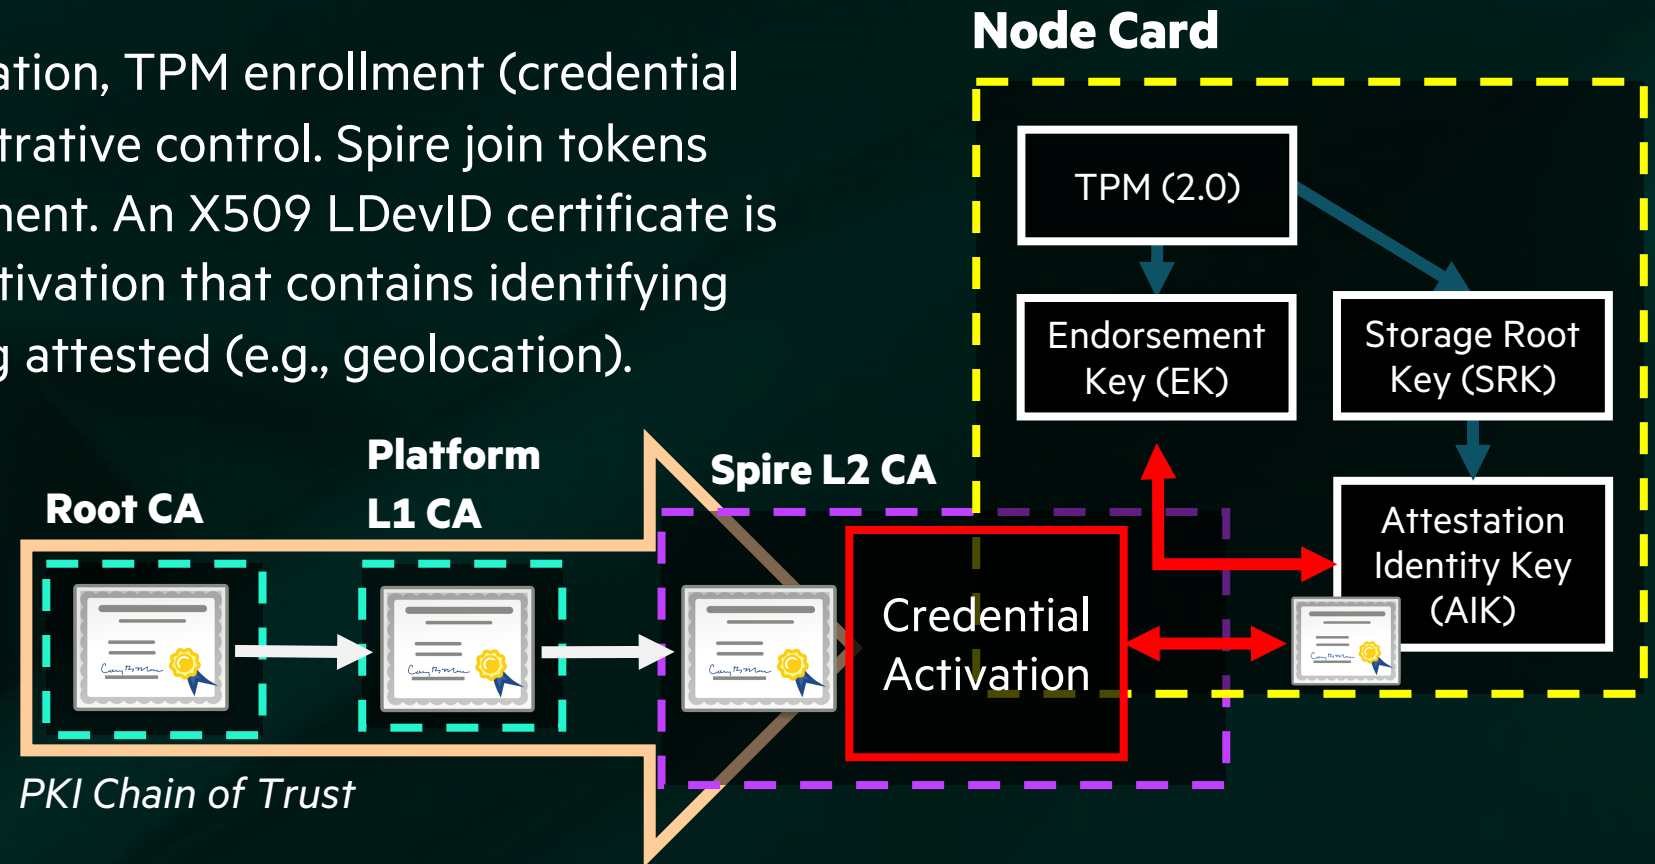 Node Card
ation, TPM enrollment (credential
trative control. Spire join tokens
nent. An X509 LDevID certificate is
tivation that contains identifying
g attested (e.g., geolocation).
TPM (2.0)
Endorsement
Key (EK)
Storage Root
Key (SRK)
Platform
L1 CA
Spire L2 CA
Root CA
Attestation
Identity Key
(AIK)
Credential
Activation
PKI Chain of Trust